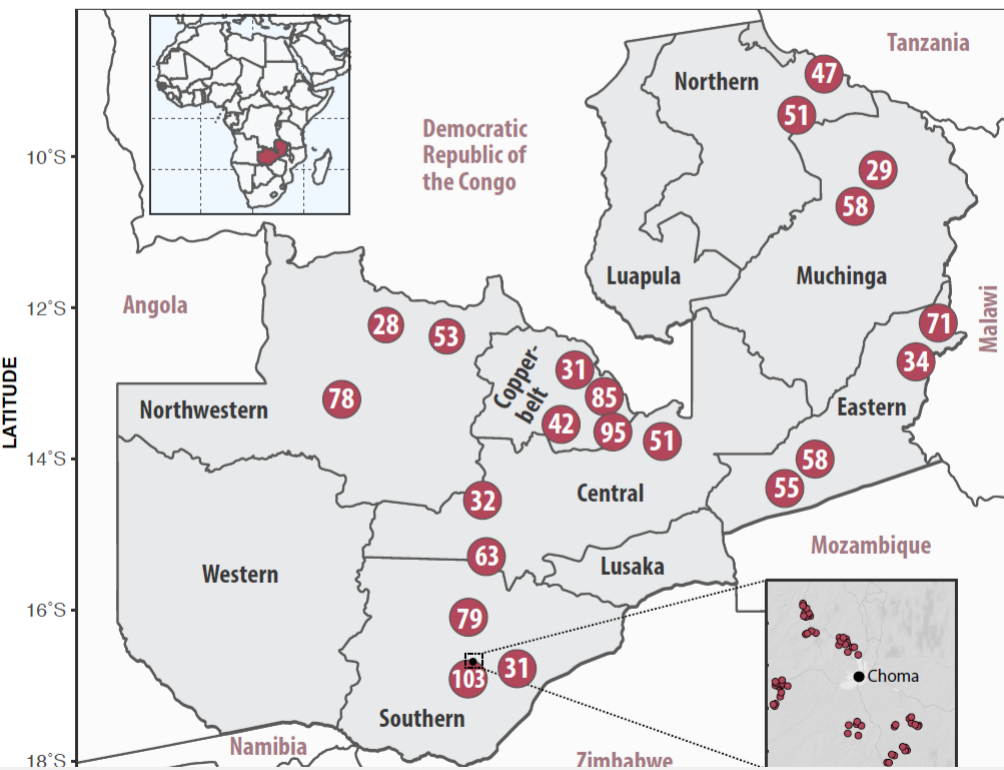 Tanzania
47
Northern
51
Democratic
Republic of
the Congo
10°S
29
58
Luapula
Muchinga
Angola
12°S
Malawi
28
53
71
34
31
Copper-
belt
85
78
Northwestern
Eastern
42
95
51
LATITUDE
14°S
58
55
32
Central
Mozambique
63
Lusaka
Western
16°S
79
31
103
Choma
Southern
Namibia
Zimbabwe
18°S